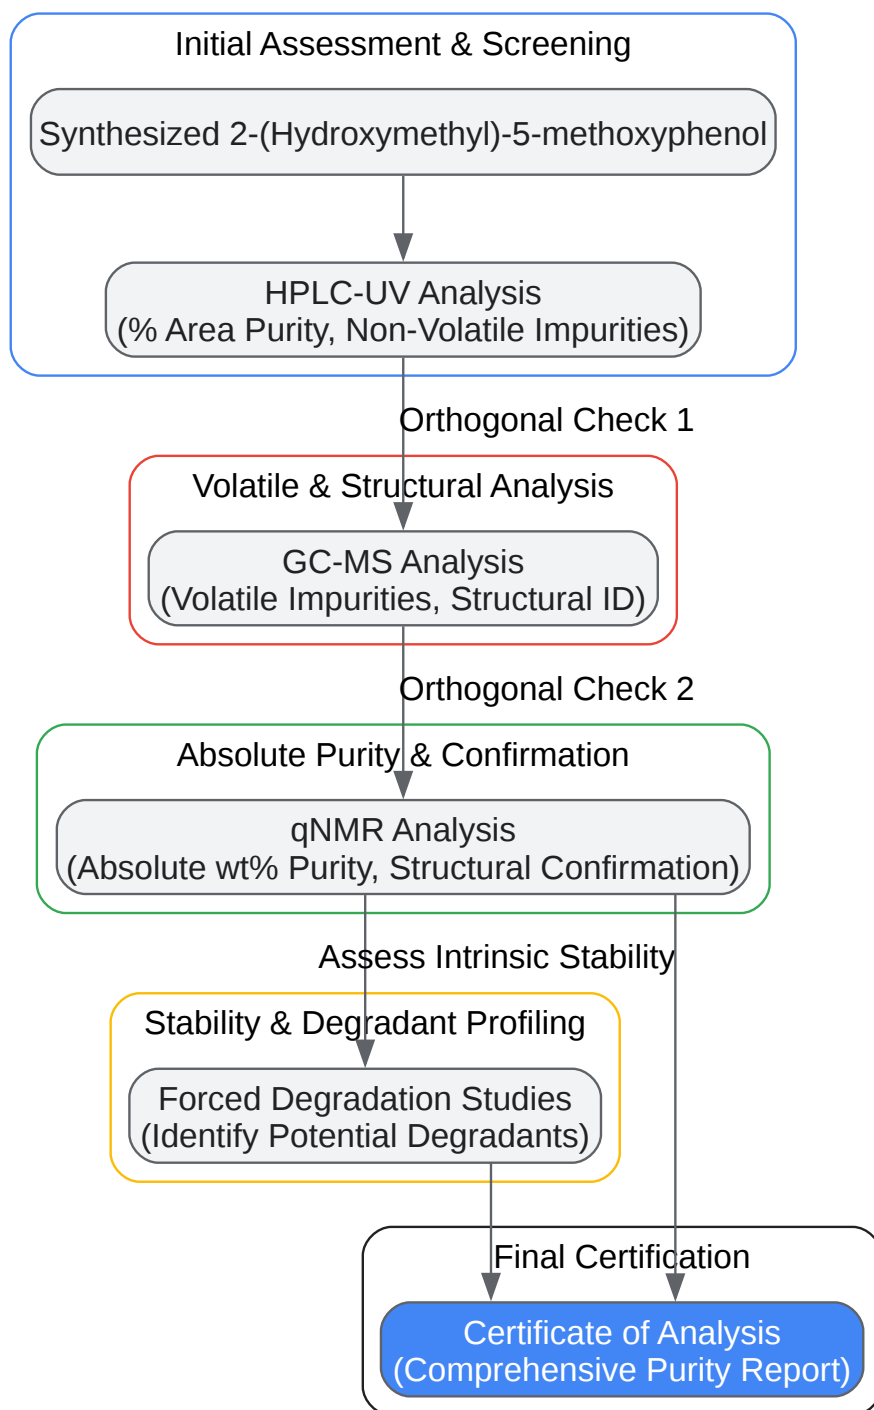 Initial Assessment & Screening
Synthesized 2-(Hydroxymethyl)-5-methoxyphenol
HPLC-UV Analysis
(% Area Purity, Non-Volatile Impurities)
Orthogonal Check 1
Volatile & Structural Analysis
GC-MS Analysis
(Volatile Impurities, Structural ID)
Orthogonal Check 2
Absolute Purity & Confirmation
qNMR Analysis
(Absolute wt% Purity, Structural Confirmation)
Assess Intrinsic Stability
Stability & Degradant Profiling
Forced Degradation Studies
(Identify Potential Degradants)
Final Certification
Certificate of Analysis
(Comprehensive Purity Report)